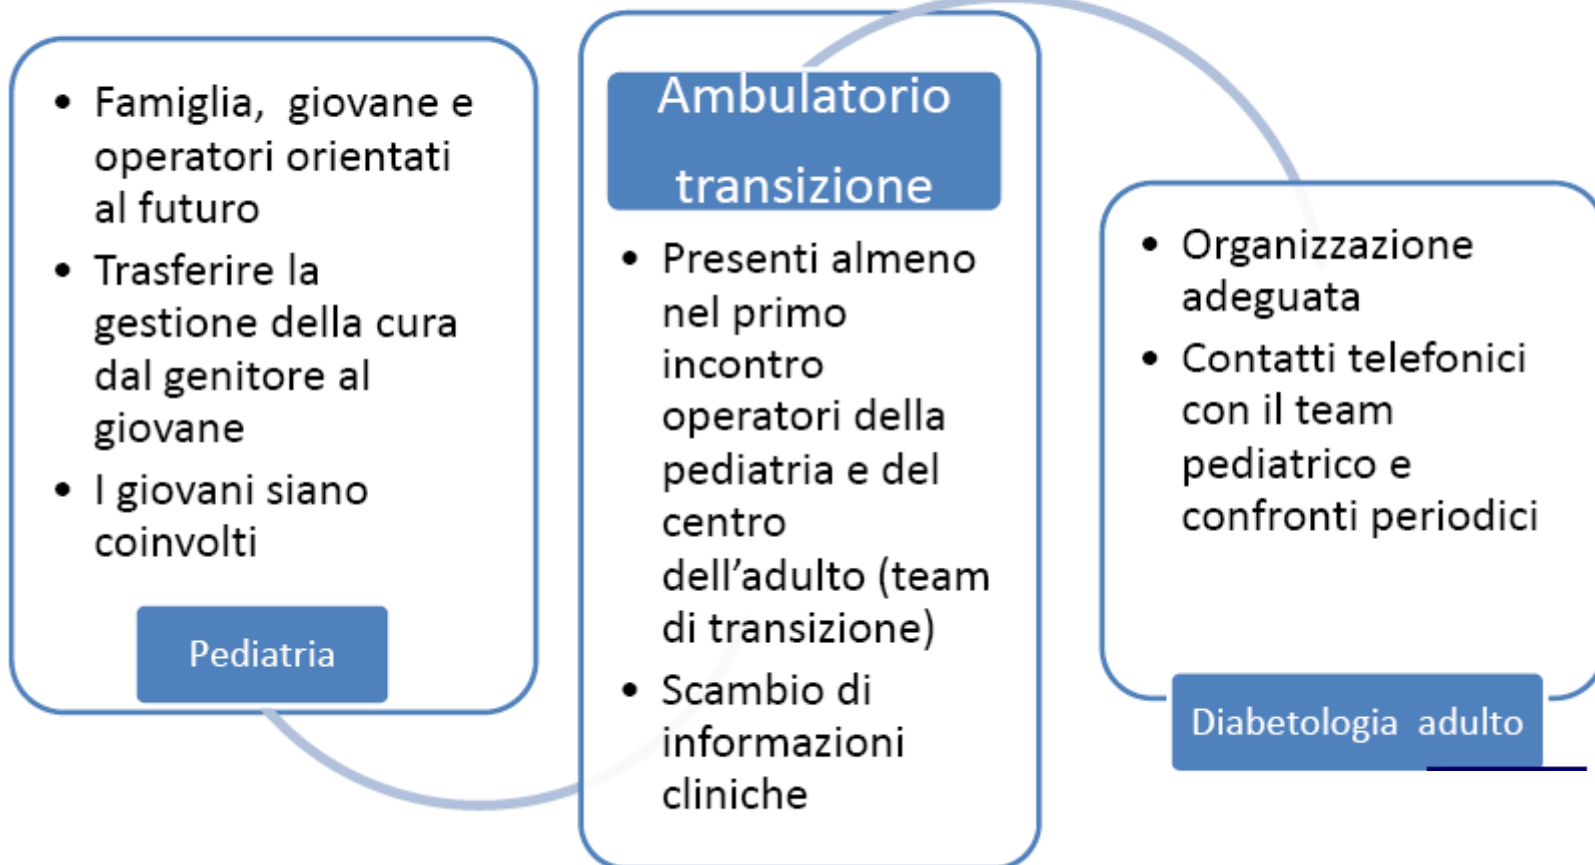 • Famiglia, giovane e
operatori orientati
al futuro
• Trasferire la
gestione della cura
dal genitore al
giovane
• I giovani siano
coinvolti
Pediatria
Ambulatorio
transizione
• Presenti almeno
nel primo
incontro
operatori della
pediatria e del
centro
dell’adulto (team
di transizione)
• Scambio di
informazioni
cliniche
• Organizzazione
adeguata
• Contatti telefonici
con il team
pediatrico e
confronti periodici
Diabetologia adulto